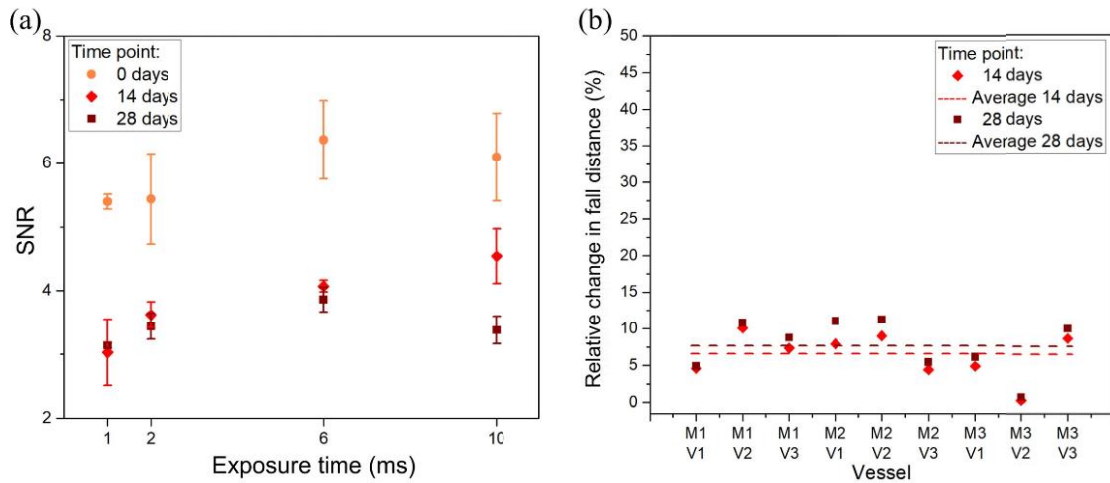 (a)
8
6
4
2
SNR
Time point:
0 days
14 days
28 days
1 2 6 10
Exposure time (ms)
(b)
50
45
40
35
30
25
20
15
10
5
0
Relative change in fall distance (%)
Time point:
14 days
Average 14 days
28 days
Average 28 days
M1 M1 M1 M2 M2 M2 M3 M3 M3
V1 V2 V3 V1 V2 V3 V1 V2 V3
Vessel